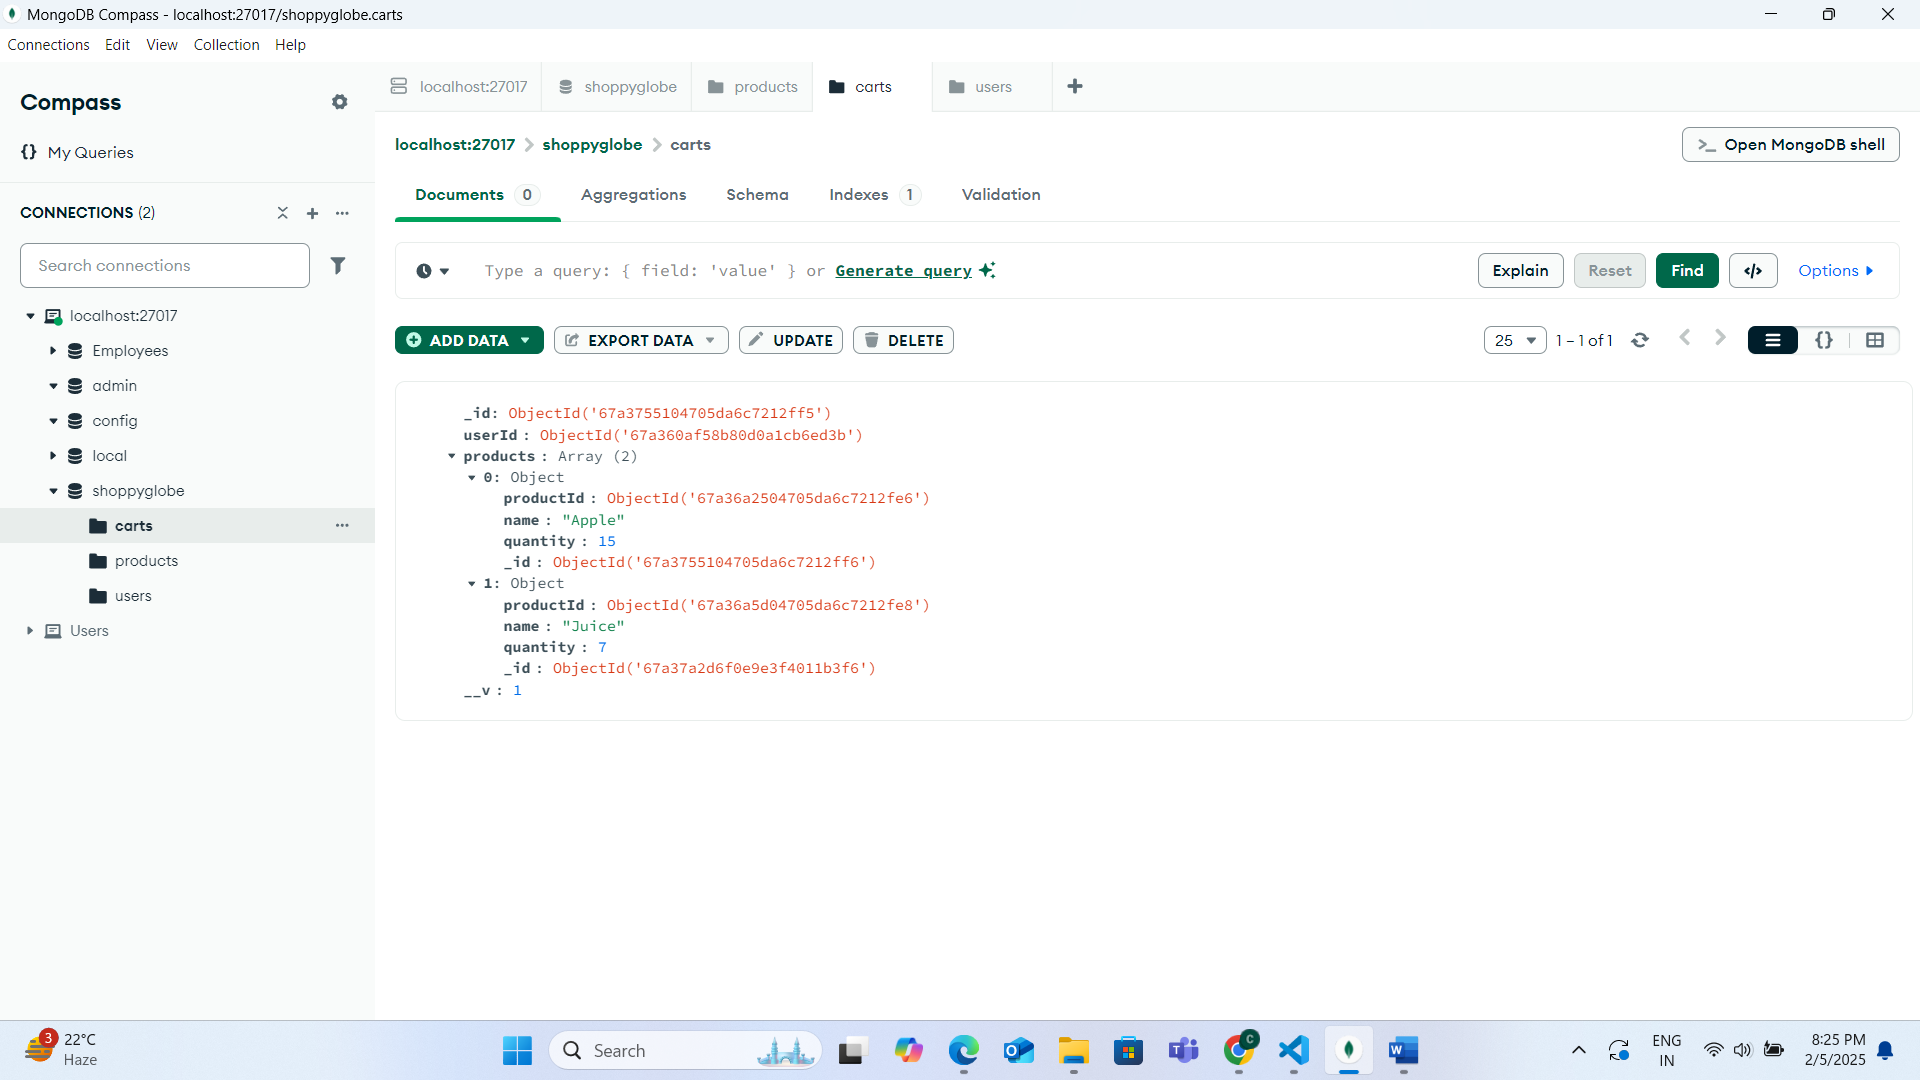 MongoDB Compass - localhost:27017/shoppyglobe.carts
Connections Edit View Collection Help
Compass
{} My Queries
CONNECTIONS (2)
Search connections
localhost:27017
Employees
admin
config
local
shoppyglobe
carts
products
users
Users
localhost:27017 shoppyglobe products carts users
localhost:27017 > shoppyglobe > carts
>_ Open MongoDB shell
Documents 0 Aggregations Schema Indexes 1 Validation
Type a query: { field: 'value' } or Generate query
Explain Reset Find </> Options
ADD DATA EXPORT DATA UPDATE DELETE
25 1 – 1 of 1 {}
_id: ObjectId('67a3755104705da6c7212ff5')
userId : ObjectId('67a360af58b80d0a1cb6ed3b')
products : Array (2)
0: Object
productId : ObjectId('67a36a2504705da6c7212fe6')
name : "Apple"
quantity : 15
_id : ObjectId('67a3755104705da6c7212ff6')
1: Object
productId : ObjectId('67a36a5d04705da6c7212fe8')
name : "Juice"
quantity : 7
_id : ObjectId('67a37a2d6f0e9e3f4011b3f6')
__v : 1
3
22°C
Haze
Search
C
ENG
IN
8:25 PM
2/5/2025